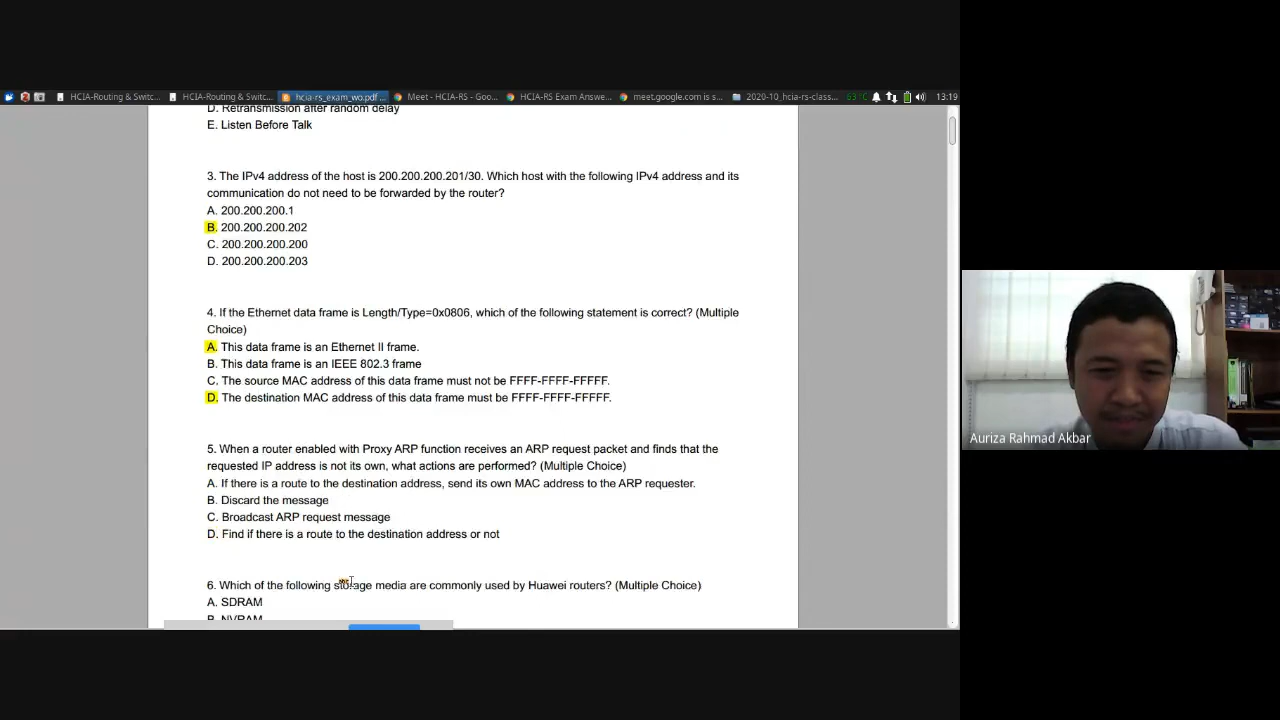 HCIA-Routing & Switc...
HCIA-Routing & Switc...
hcia-rs_exam_wo.pdf ...
Meet - HCIA-RS - Goo...
HCIA-RS Exam Answe...
meet.google.com is s...
2020-10_hcia-rs-class...
63°C
13:19
D. Retransmission after random delay
E. Listen Before Talk
3. The IPv4 address of the host is 200.200.200.201/30. Which host with the following IPv4 address and its
communication do not need to be forwarded by the router?
A. 200.200.200.1
B. 200.200.200.202
C. 200.200.200.200
D. 200.200.200.203
4. If the Ethernet data frame is Length/Type=0x0806, which of the following statement is correct? (Multiple
Choice)
A. This data frame is an Ethernet II frame.
B. This data frame is an IEEE 802.3 frame
C. The source MAC address of this data frame must not be FFFF-FFFF-FFFFF.
D. The destination MAC address of this data frame must be FFFF-FFFF-FFFFF.
5. When a router enabled with Proxy ARP function receives an ARP request packet and finds that the
requested IP address is not its own, what actions are performed? (Multiple Choice)
A. If there is a route to the destination address, send its own MAC address to the ARP requester.
B. Discard the message
C. Broadcast ARP request message
D. Find if there is a route to the destination address or not
6. Which of the following storage media are commonly used by Huawei routers? (Multiple Choice)
A. SDRAM
B. NVRAM
Auriza Rahmad Akbar